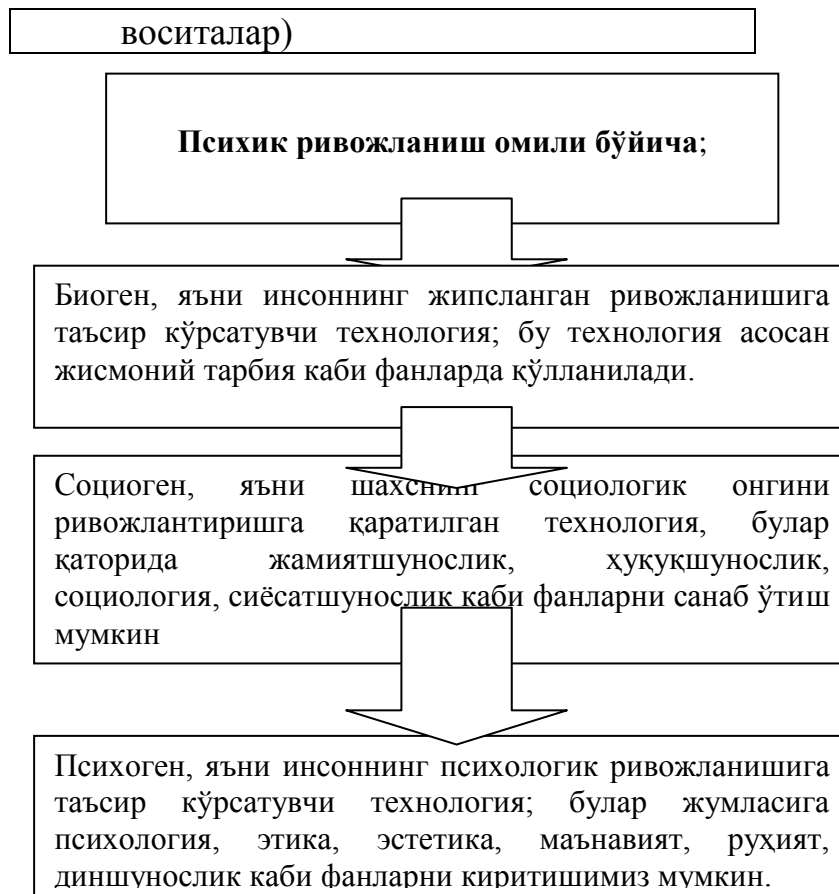 воситалар)
Психик ривожланиш омили бўйича;
Биоген, яъни инсоннинг жипсланган ривожланишига
таъсир кўрсатувчи технология; бу технология асосан
жисмоний тарбия каби фанларда қўлланилади.
Социоген, яъни шахснинг социологик онгини
ривожлантиришга қаратилган технология, булар
қаторида жамиятшунослик, ҳуқуқшунослик,
социология, сиёсатшунослик каби фанларни санаб ўтиш
мумкин
Психоген, яъни инсоннинг психологик ривожланишига
таъсир кўрсатувчи технология; булар жумласига
психология, этика, эстетика, маънавият, руҳият,
диншунослик каби фанларни киритишимиз мумкин.